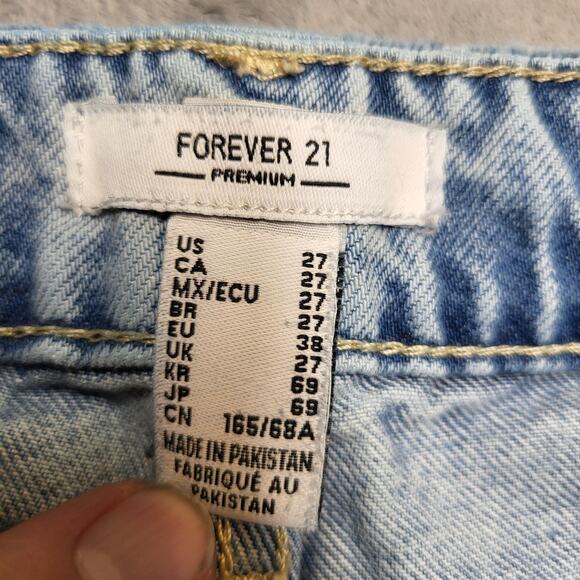 FOREVER 21
PREMIUM
US 27
CA 27
MX/ECU 27
BR 27
EU 38
UK 27
KR 69
JP 69
CN 165/68A
MADE IN PAKISTAN
FABRIQUÉ AU
PAKISTAN